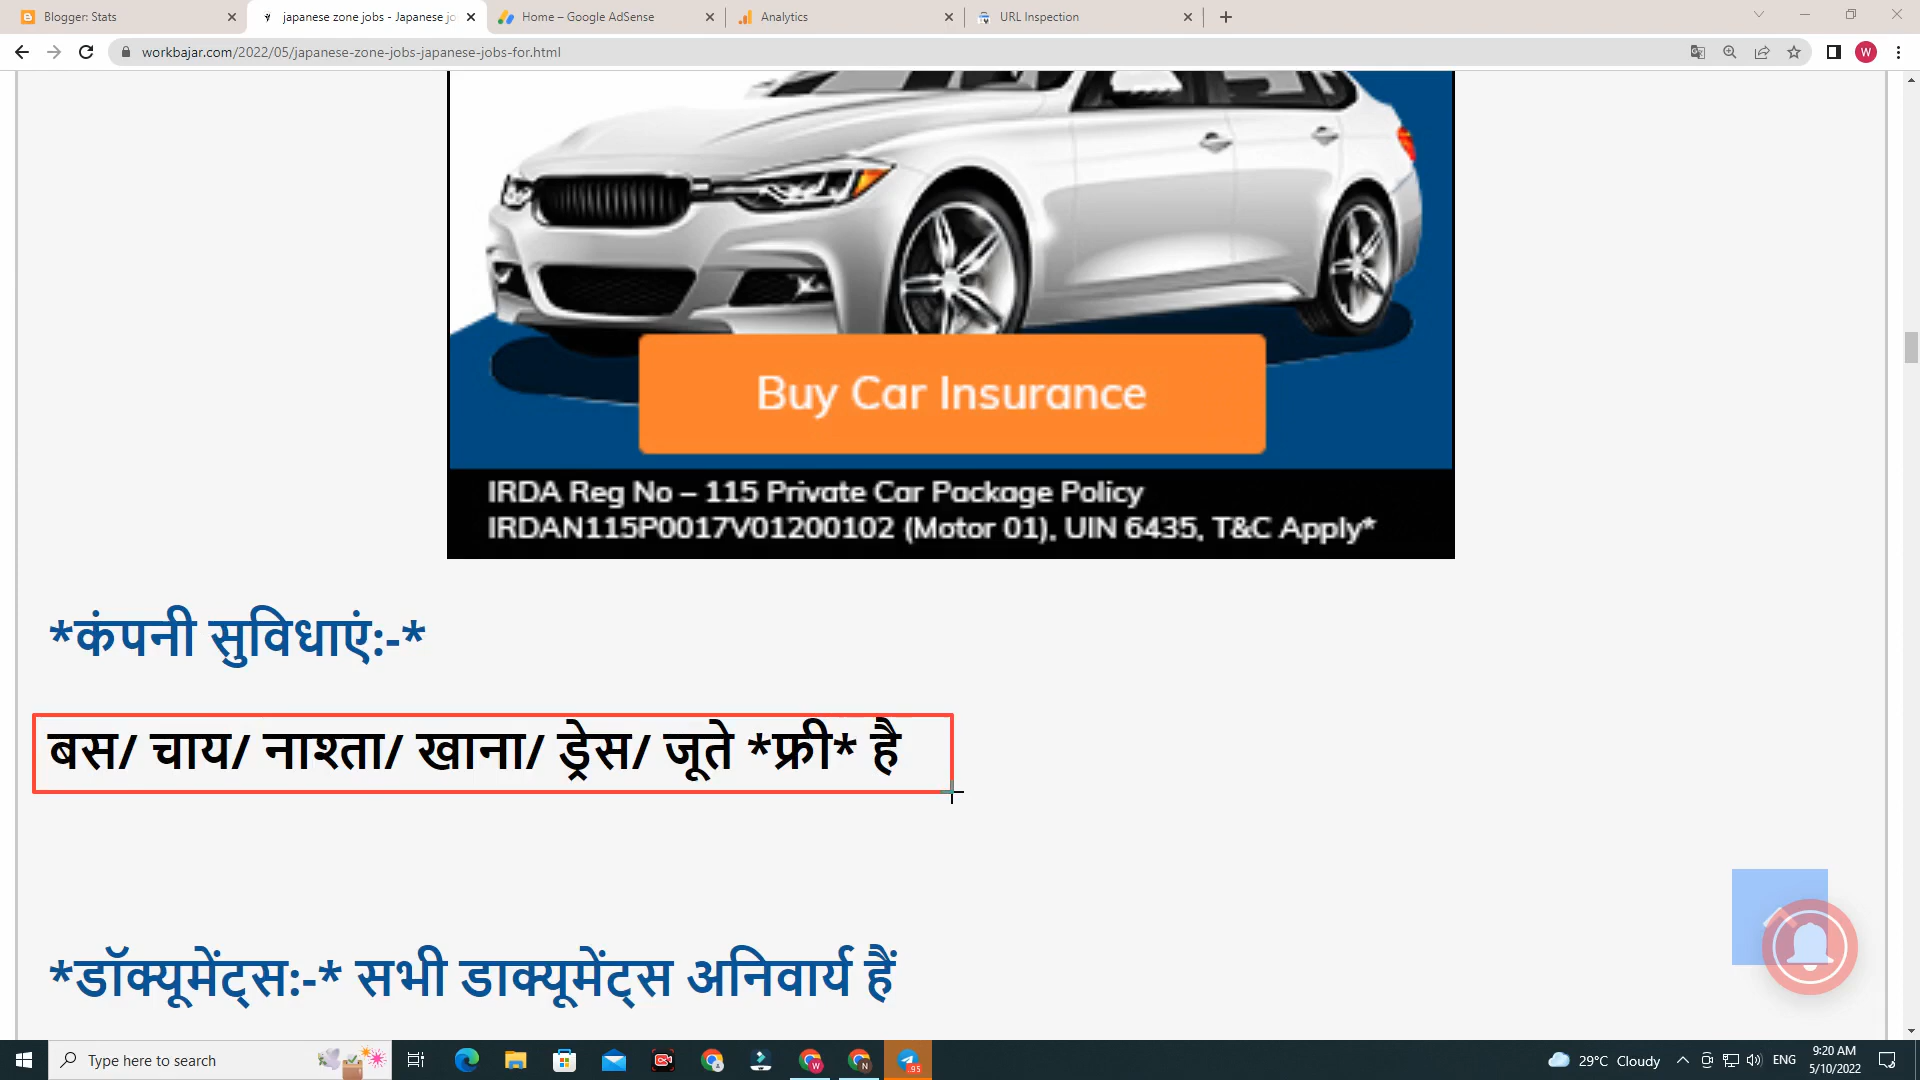 Blogger: Stats
japanese zone jobs - Japanese jo
Home – Google AdSense
Analytics
URL Inspection
workbajar.com/2022/05/japanese-zone-jobs-japanese-jobs-for.html
W
Buy Car Insurance
IRDA Reg No – 115 Private Car Package Policy
IRDAN115P0017V01200102 (Motor 01), UIN 6435, T&C Apply*
*कंपनी सुविधाएं:-*
बस/ चाय/ नाश्ता/ खाना/ ड्रेस/ जूते *फ्री* है
*डॉक्यूमेंट्स:-* सभी डाक्यूमेंट्स अनिवार्य हैं
Type here to search
W
N
95
29°C Cloudy
ENG
9:20 AM
5/10/2022